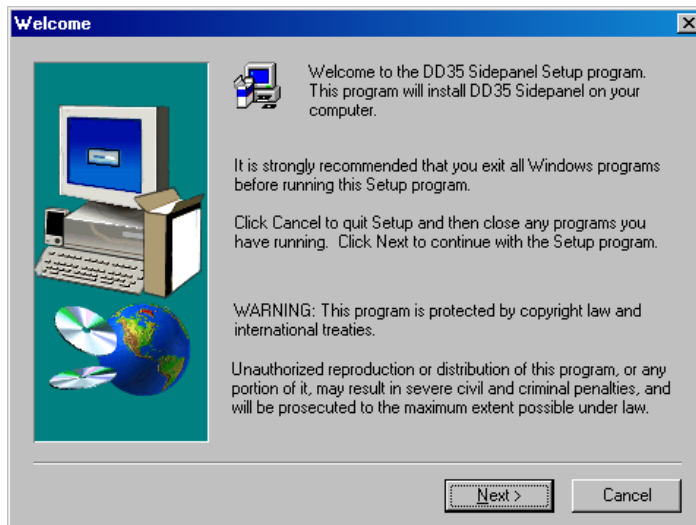 Welcome
Welcome to the DD35 Sidepanel Setup program.
This program will install DD35 Sidepanel on your
computer.
It is strongly recommended that you exit all Windows programs
before running this Setup program.
Click Cancel to quit Setup and then close any programs you
have running.  Click Next to continue with the Setup program.
WARNING: This program is protected by copyright law and
international treaties.
Unauthorized reproduction or distribution of this program, or any
portion of it, may result in severe civil and criminal penalties, and
will be prosecuted to the maximum extent possible under law.
Next >
Cancel